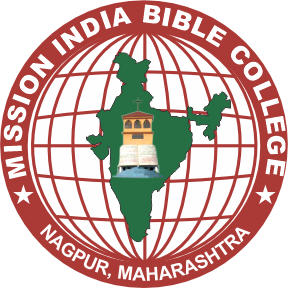 MISSION INDIA BIBLE COLLEGE
NAGPUR, MAHARASHTRA